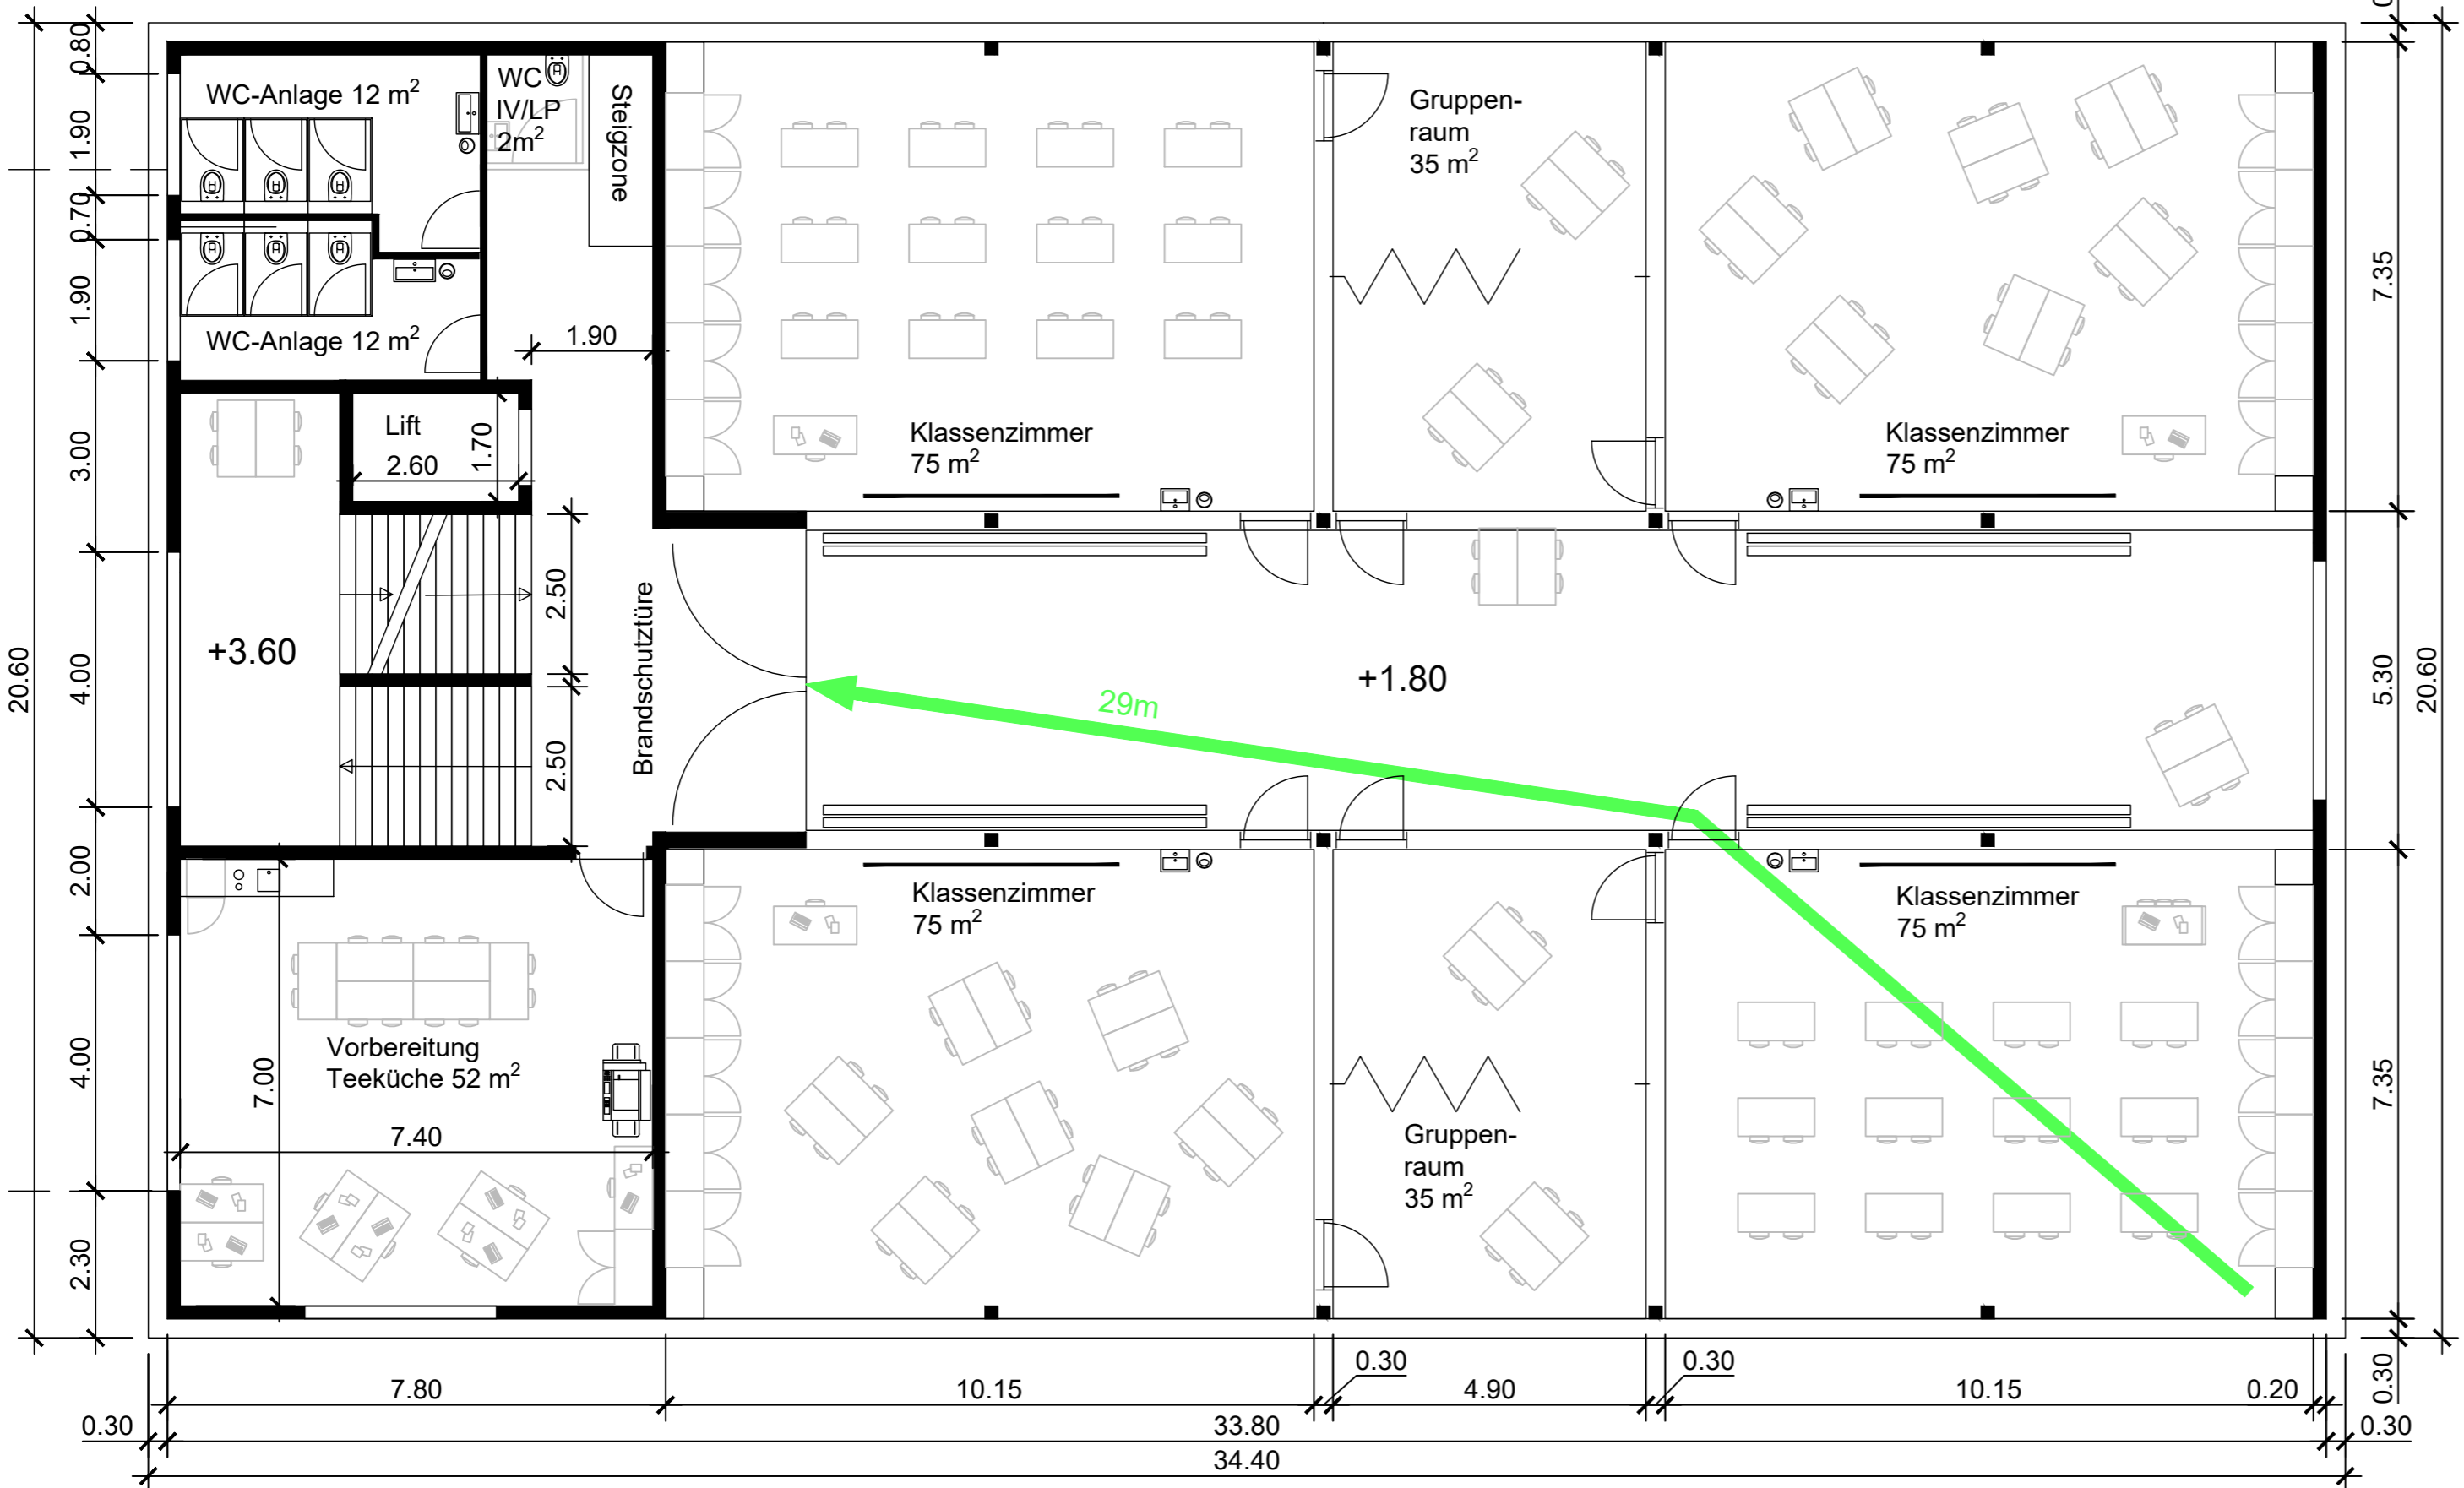 WC-Anlage 12 m²
WC
IV/LP
2m²
Steigzone
Gruppen-
raum
35 m²
WC-Anlage 12 m²
1.90
Lift
1.70
2.60
Klassenzimmer
75 m²
Klassenzimmer
75 m²
2.50
Brandschutztüre
+3.60
+1.80
29m
2.50
Klassenzimmer
75 m²
Klassenzimmer
75 m²
Vorbereitung
Teeküche 52 m²
7.00
7.40
Gruppen-
raum
35 m²
20.60
0.80
1.90
0.70
1.90
3.00
4.00
2.00
4.00
2.30
7.35
5.30
7.35
0.30
20.60
0.30
0.30
7.80
10.15
4.90
10.15
0.20
0.30
33.80
0.30
34.40